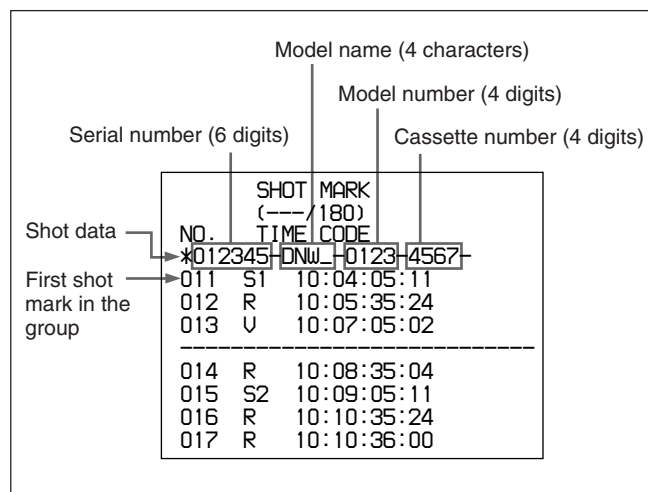 Model name (4 characters)
Model number (4 digits)
Serial number (6 digits)
Cassette number (4 digits)
SHOT MARK
(---/180)
NO. TIME CODE
Shot data
*012345-DNW_-0123-4567-
First shot
mark in the
group
011 S1 10:04:05:11
012 R 10:05:35:24
013 V 10:07:05:02
----------------------------
014 R 10:08:35:04
015 S2 10:09:05:11
016 R 10:10:35:24
017 R 10:10:36:00